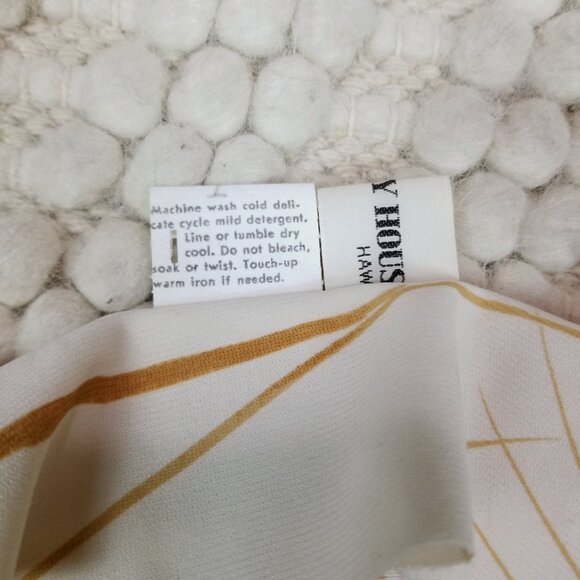 Machine wash cold deli-
cate cycle mild detergent.
Line or tumble dry
cool. Do not bleach,
soak or twist. Touch-up
warm iron if needed.
Y HOUS
HAW